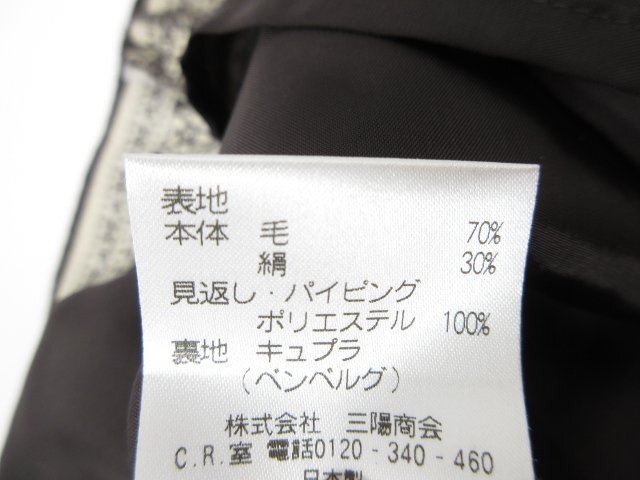 表地
本体 毛 70%
絹 30%
見返し・パイピング
ポリエステル 100%
裏地 キュプラ
(ベンベルグ)
株式会社 三陽商会
C.R.室 電話0120-340-460
日本製